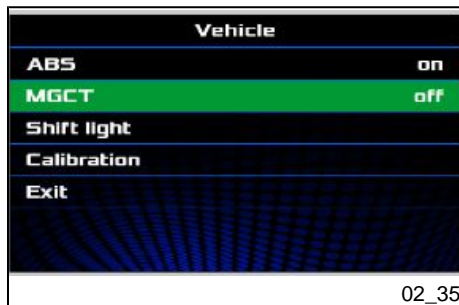 Vehicle
ABS on
MGCT off
Shift light
Calibration
Exit
02_35